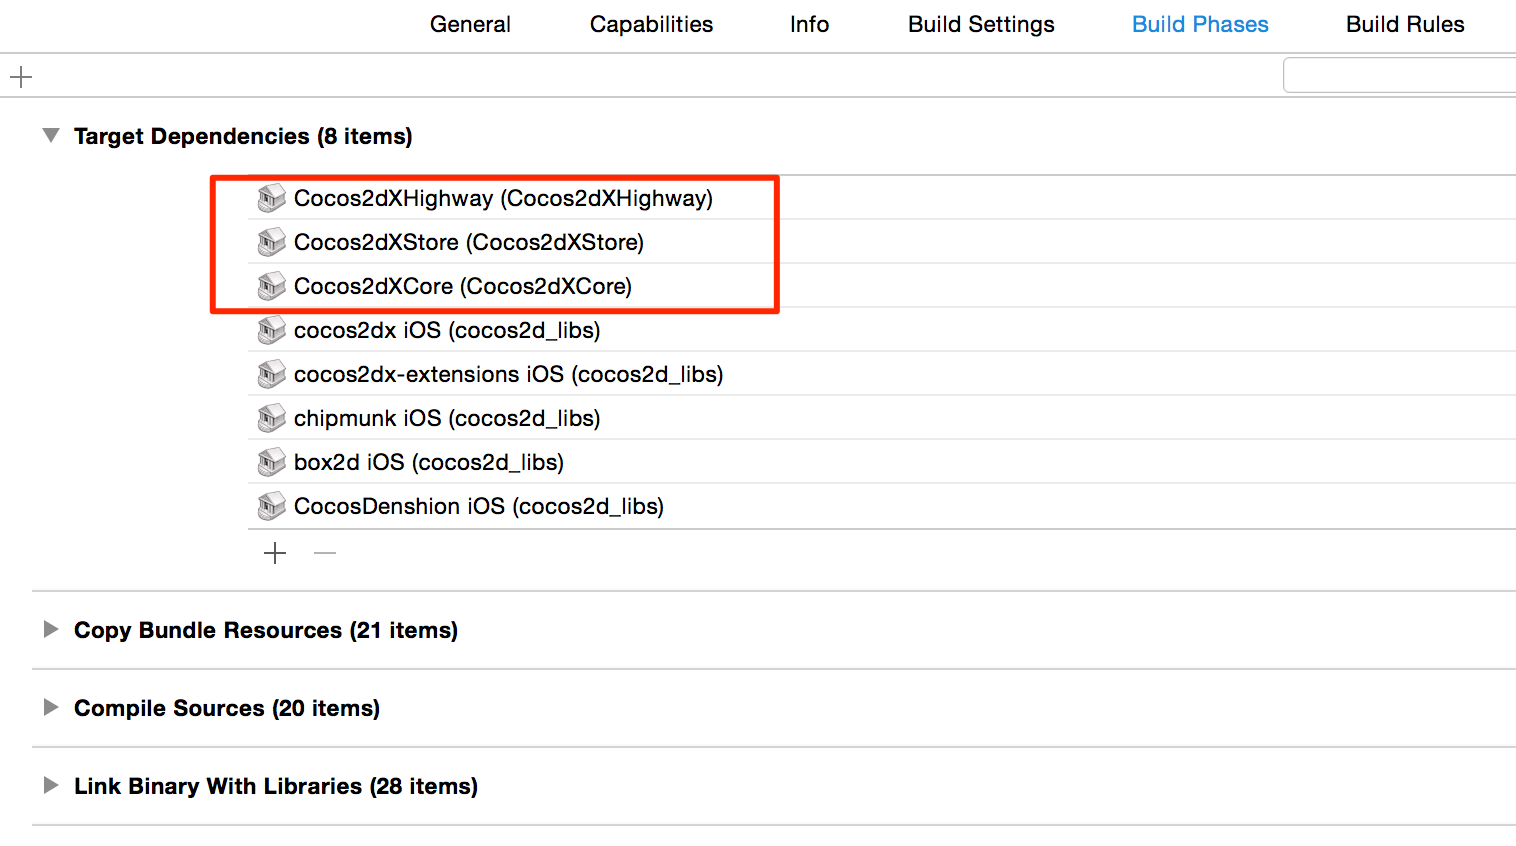 General Capabilities Info Build Settings Build Phases Build Rules
Target Dependencies (8 items)
Cocos2dXHighway (Cocos2dXHighway)
Cocos2dXStore (Cocos2dXStore)
Cocos2dXCore (Cocos2dXCore)
cocos2dx iOS (cocos2d_libs)
cocos2dx-extensions iOS (cocos2d_libs)
chipmunk iOS (cocos2d_libs)
box2d iOS (cocos2d_libs)
CocosDenshion iOS (cocos2d_libs)
Copy Bundle Resources (21 items)
Compile Sources (20 items)
Link Binary With Libraries (28 items)